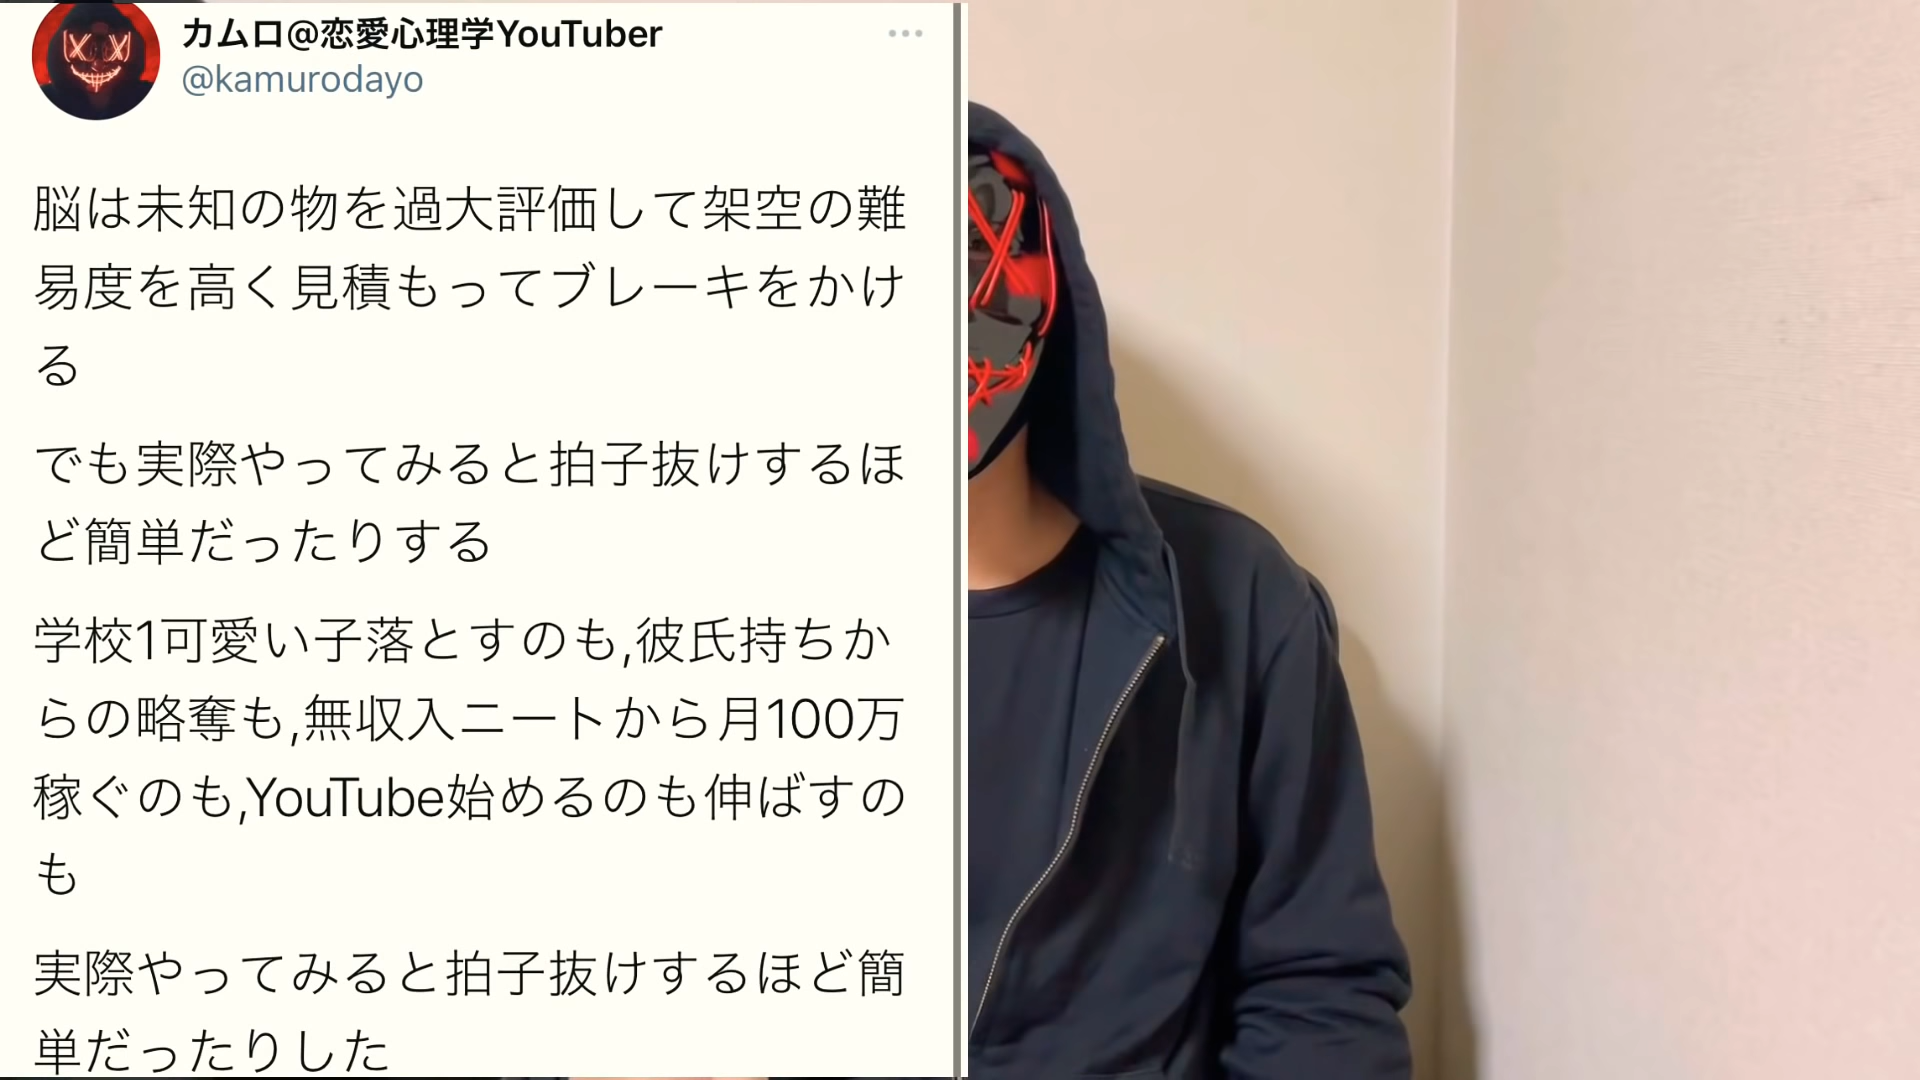 カムロ@恋愛心理学YouTuber
@kamurodayo
脳は未知の物を過大評価して架空の難
易度を高く見積もってブレーキをかけ
る
でも実際やってみると拍子抜けするほ
ど簡単だったりする
学校1可愛い子落とすのも,彼氏持ちか
らの略奪も,無収入ニートから月100万
稼ぐのも,YouTube始めるのも伸ばすの
も
実際やってみると拍子抜けするほど簡
単だったりした